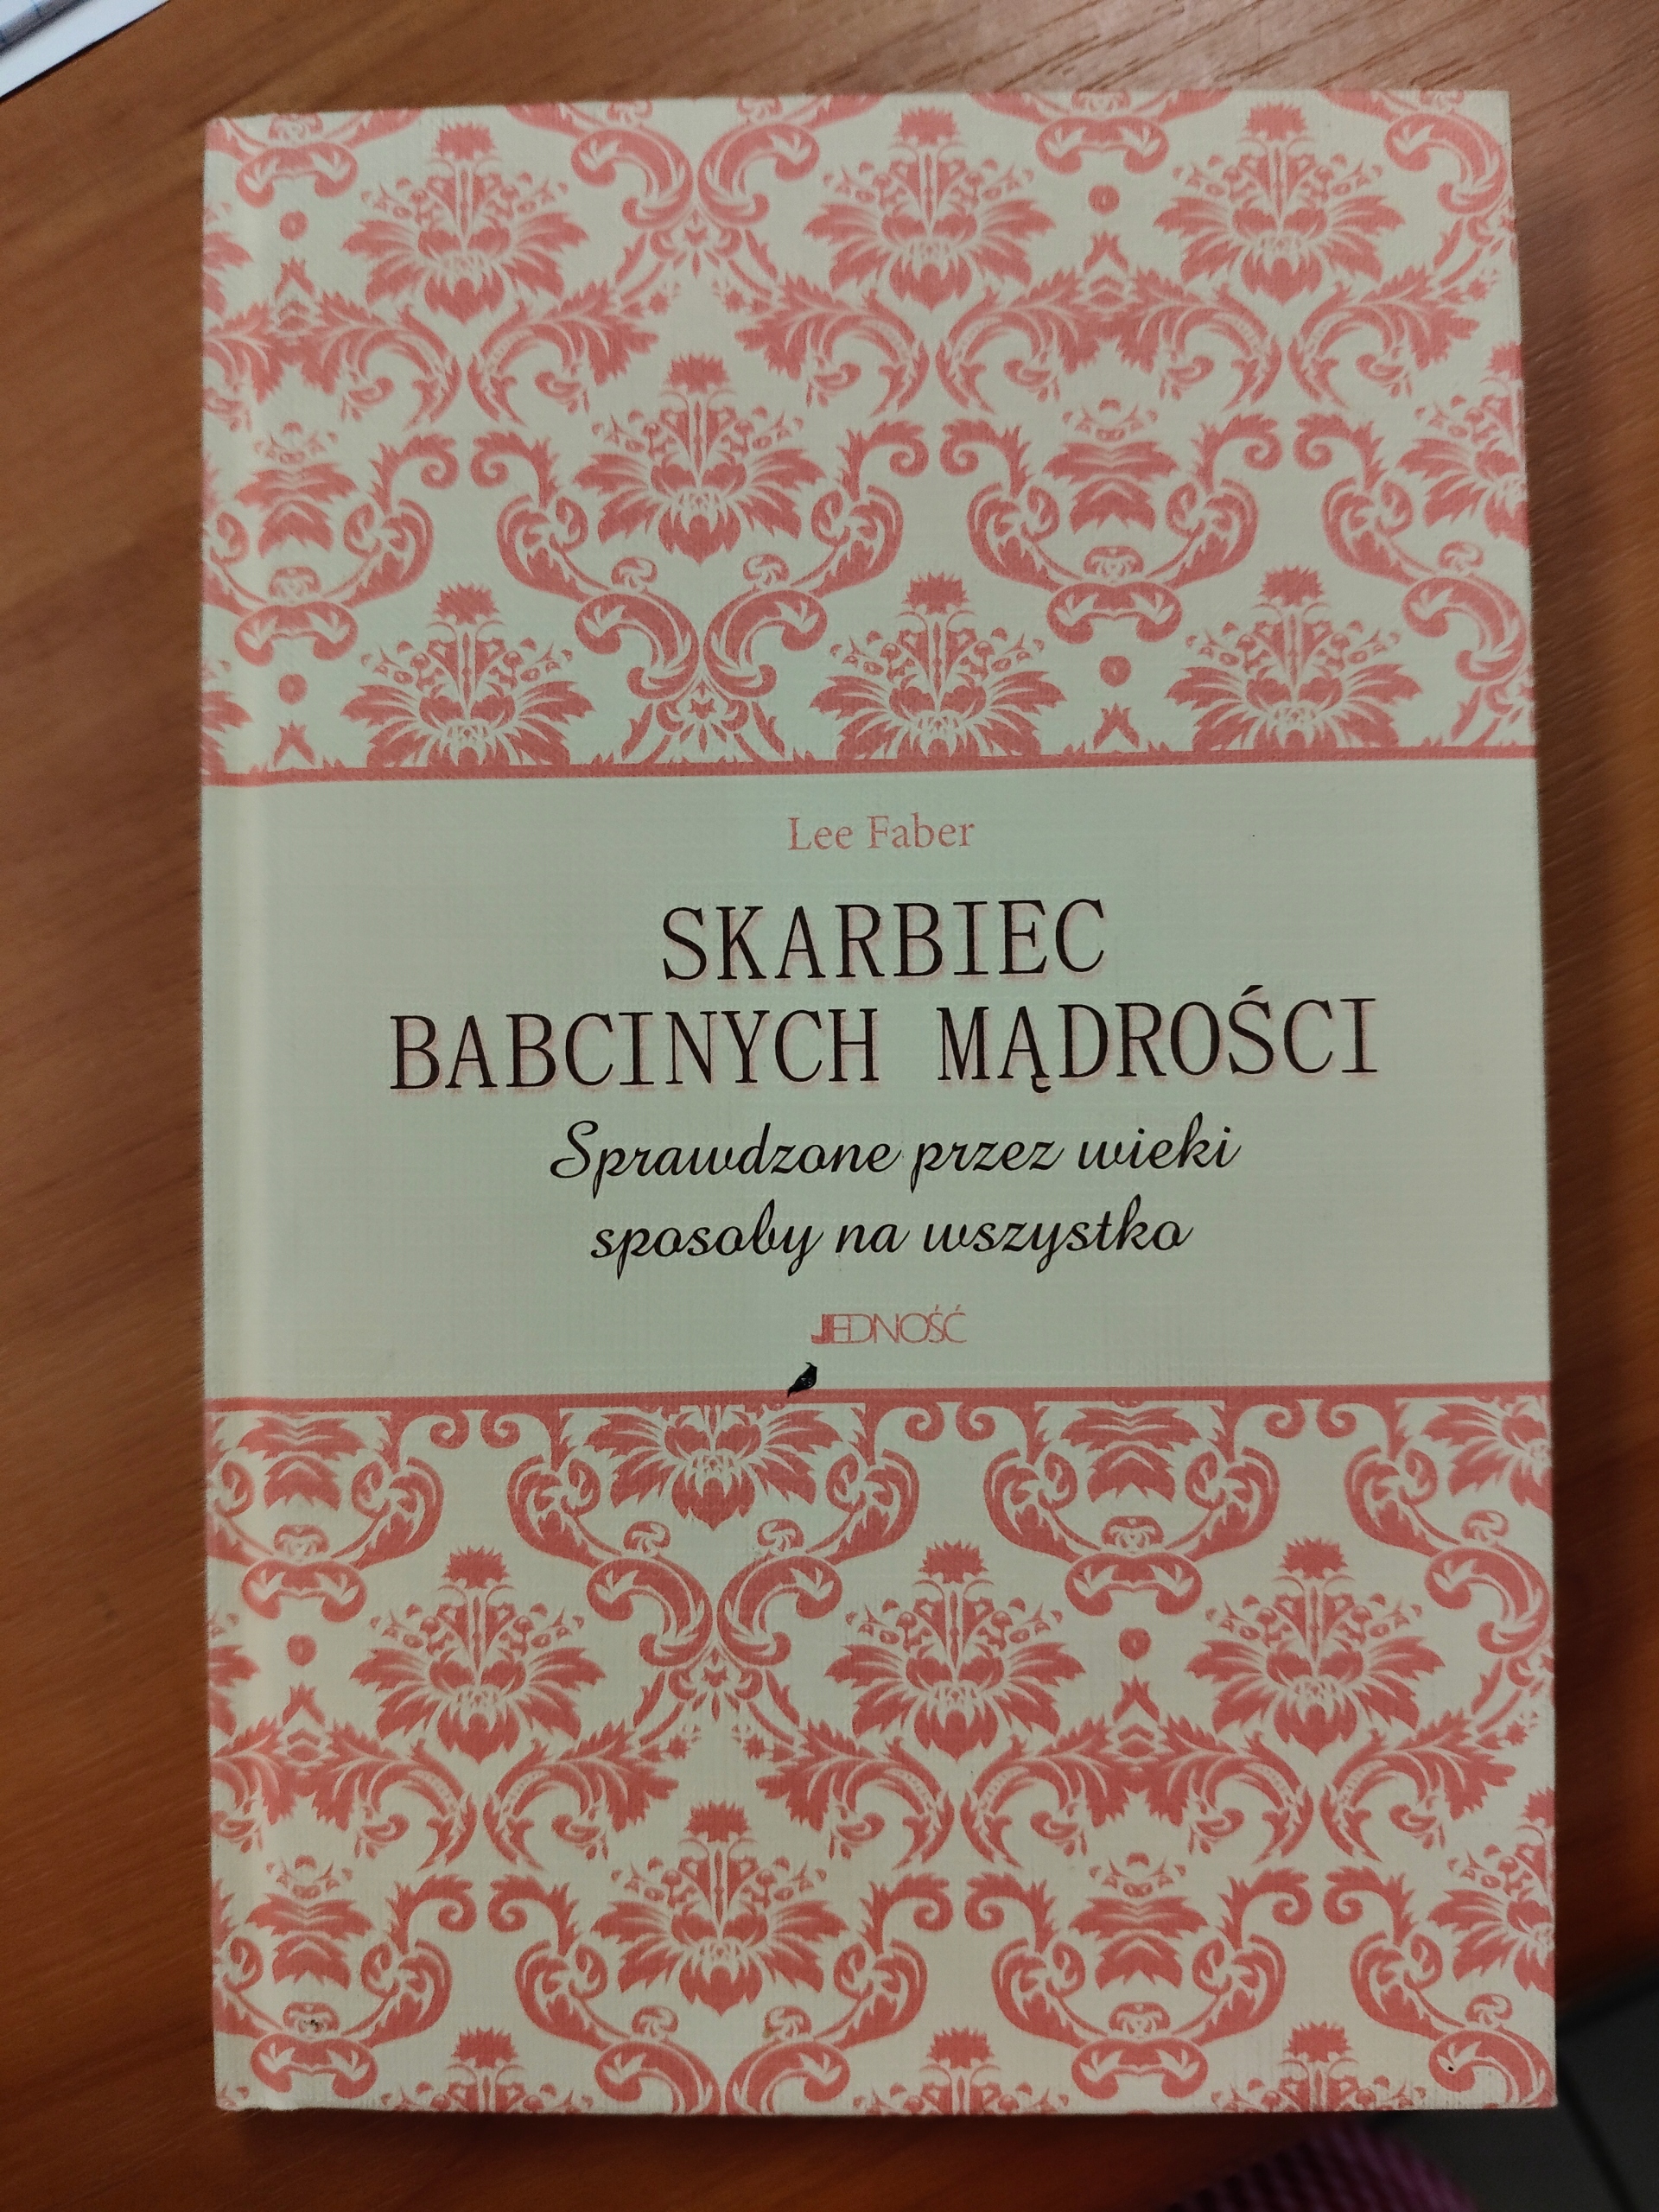 Lee Faber
SKARBIEC
BABCINYCH MĄDROŚCI
Sprawdzone przez wieki
sposoby na wszystko
JEDNOŚĆ